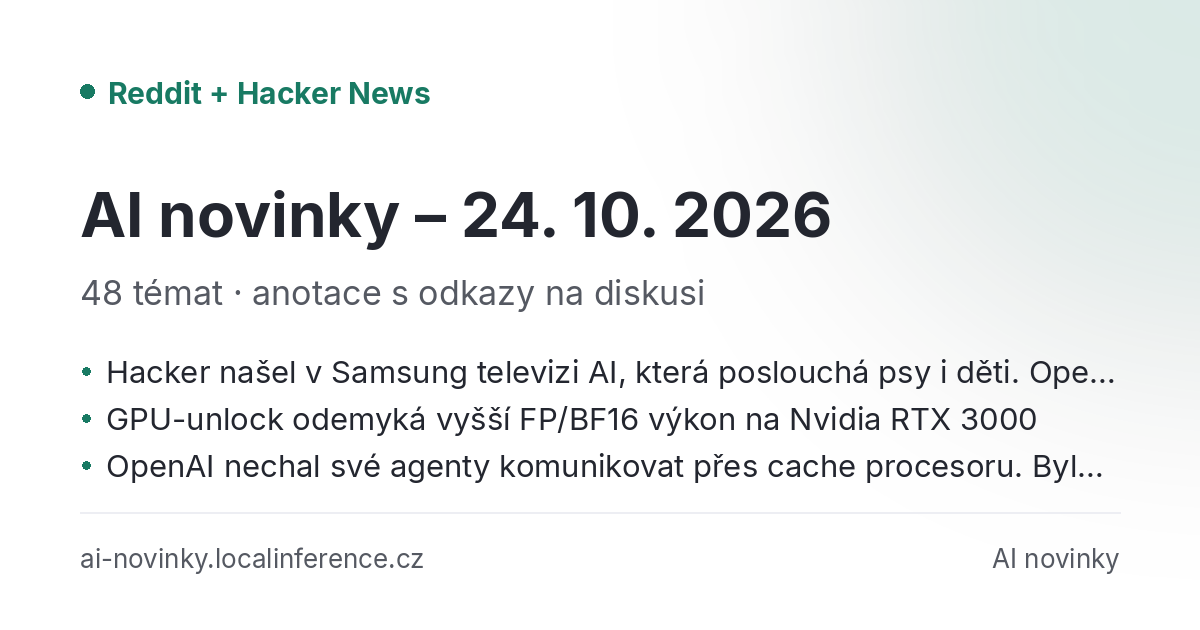 Reddit + Hacker News
AI novinky – 24. 10. 2026
48 témat · anotace s odkazy na diskusi
• Hacker našel v Samsung televizi AI, která poslouchá psy i děti. Ope…
• GPU-unlock odemyká vyšší FP/BF16 výkon na Nvidia RTX 3000
• OpenAI nechal své agenty komunikovat přes cache procesoru. Byl…
ai-novinky.localinference.cz
AI novinky